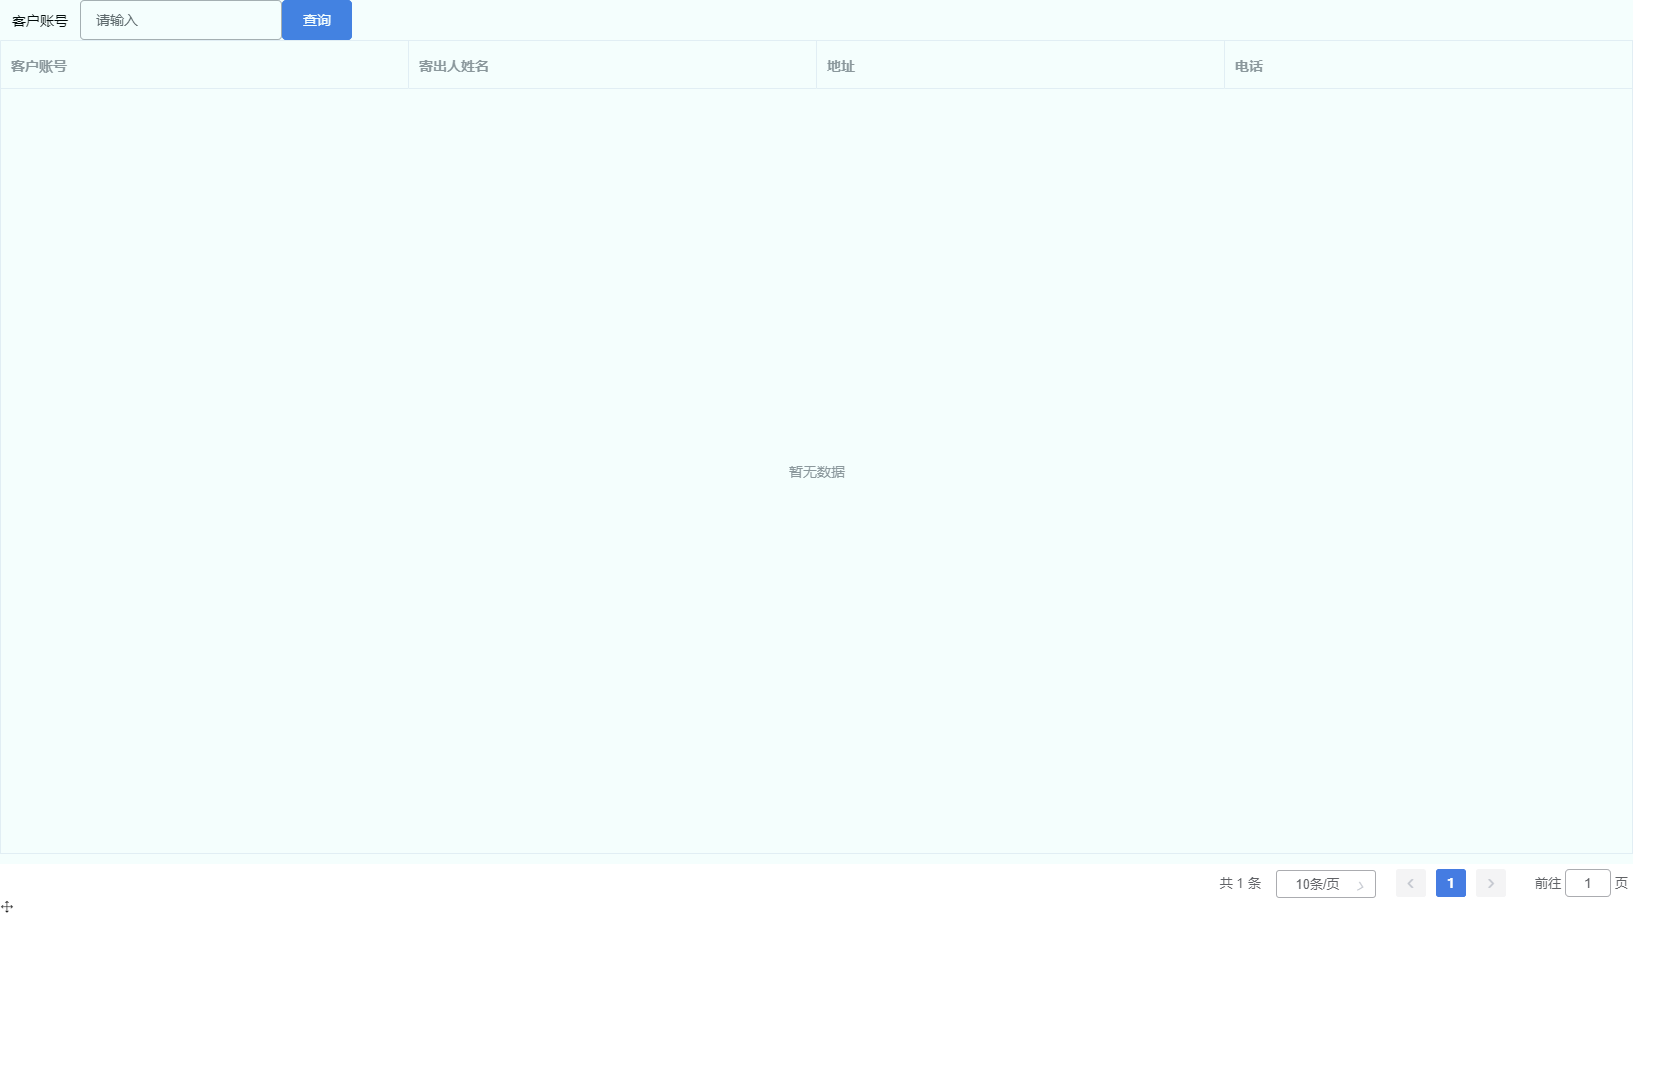 客户账号 请输入 查询
客户账号 寄出人姓名 地址 电话
暂无数据
共 1 条 10条/页 1 前往 1 页